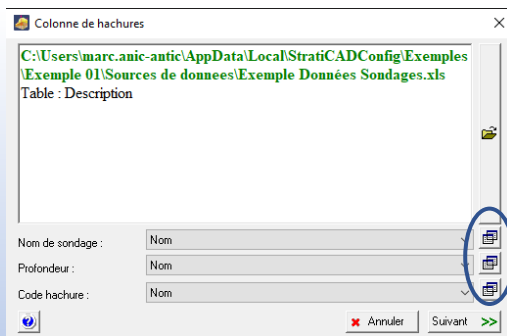 Colonne de hachures
C:\Users\marc.anic-antic\AppData\Local\StratiCADConfig\Exemples
\Exemple 01\Sources de donnees\Exemple Données Sondages.xls
Table : Description
Nom de sondage : Nom
Profondeur : Nom
Code hachure : Nom
Annuler Suivant >>